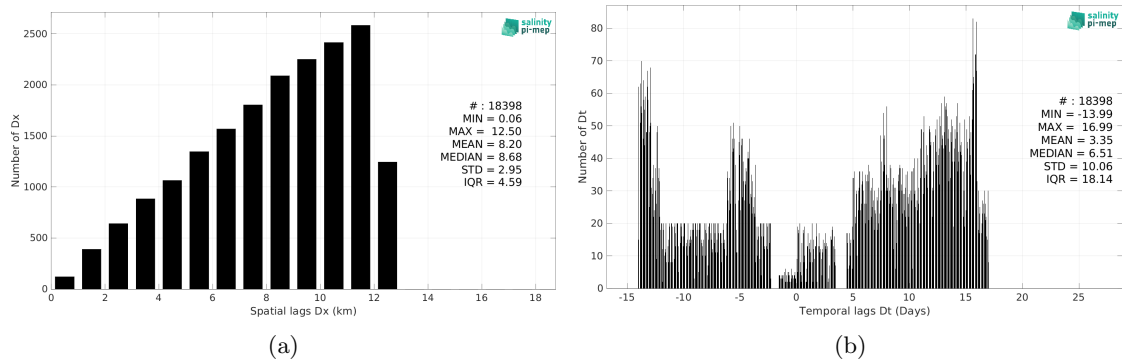 salinity
pi-mep
2500
2000
1500
1000
500
0
Number of Dx
# : 18398
MIN = 0.06
MAX = 12.50
MEAN = 8.20
MEDIAN = 8.68
STD = 2.95
IQR = 4.59
0 2 4 6 8 10 12 14 16 18
Spatial lags Dx (km)
(a)
salinity
pi-mep
80
70
60
50
40
30
20
10
0
Number of Dt
# : 18398
MIN = -13.99
MAX = 16.99
MEAN = 3.35
MEDIAN = 6.51
STD = 10.06
IQR = 18.14
-15 -10 -5 0 5 10 15 20 25
Temporal lags Dt (Days)
(b)